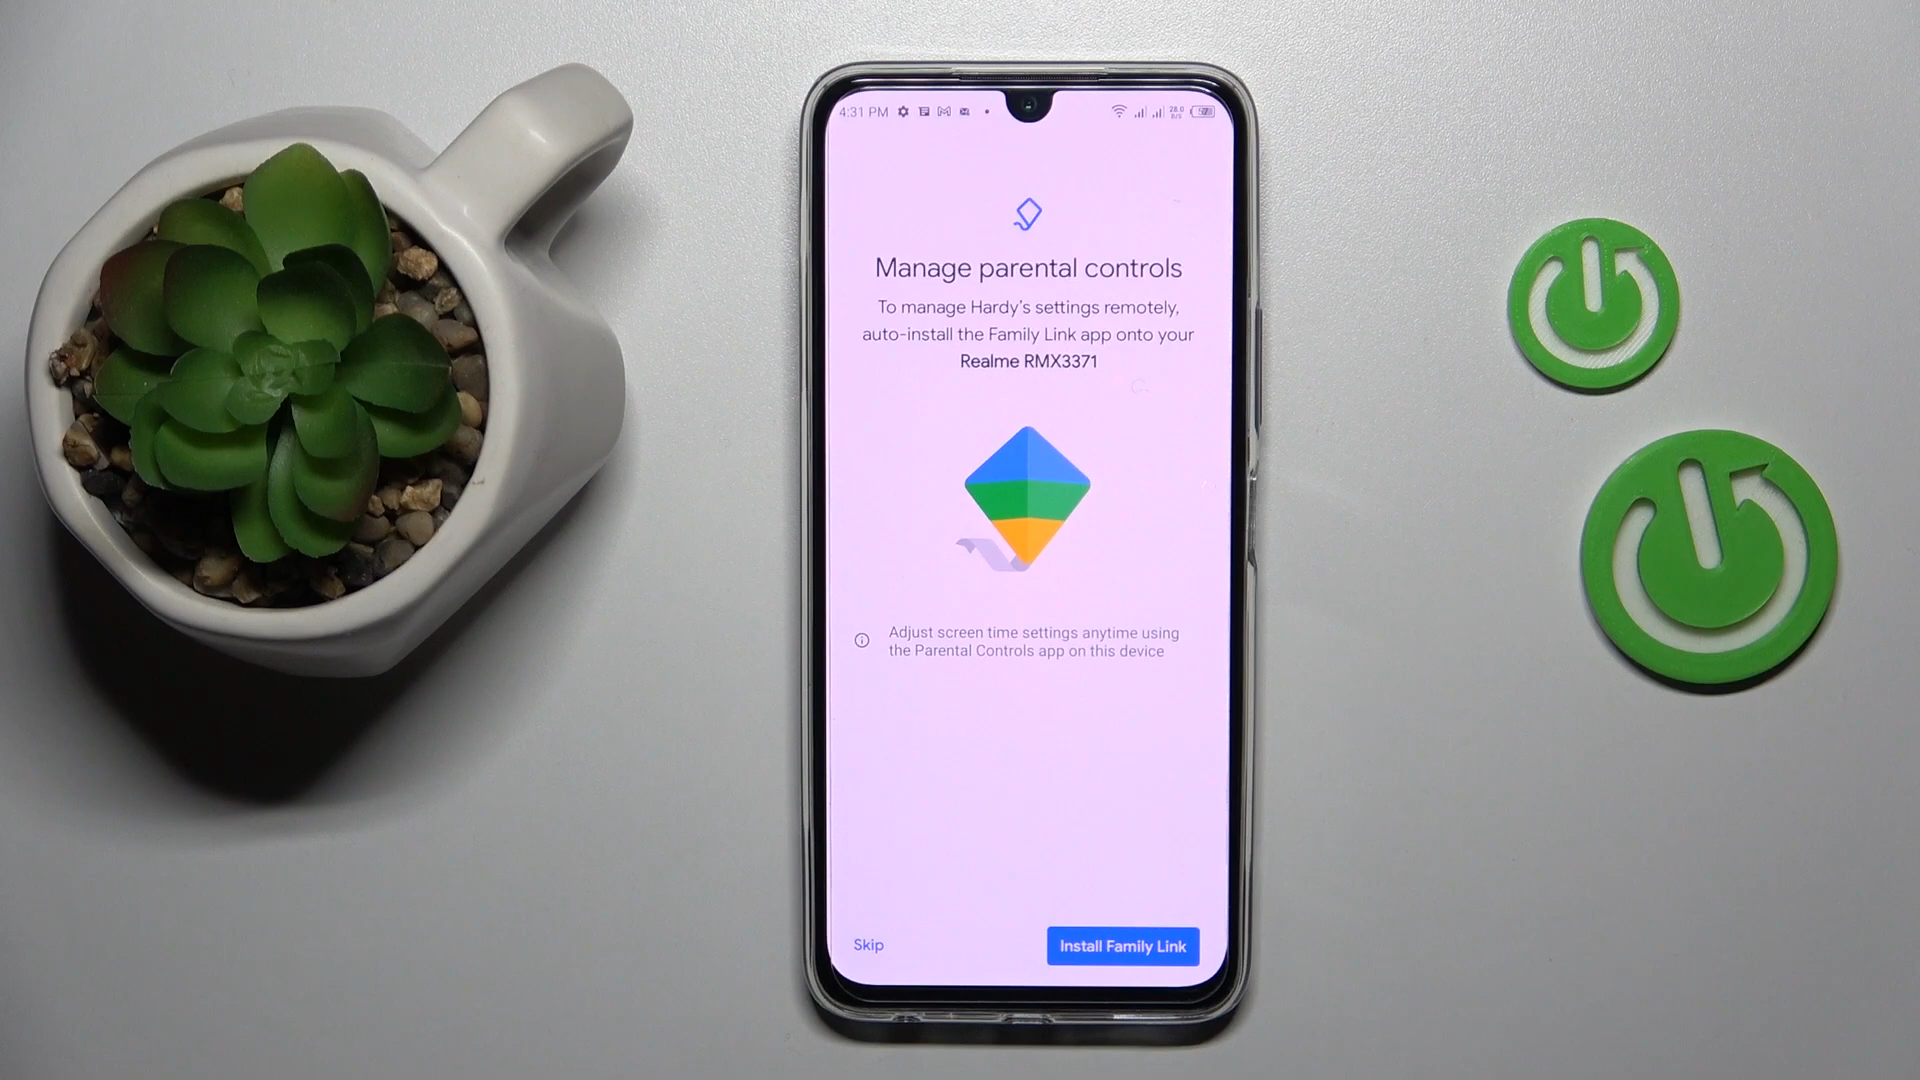 4:31 PM
28.0
B/S
Manage parental controls
To manage Hardy's settings remotely,
auto-install the Family Link app onto your
Realme RMX3371
Adjust screen time settings anytime using
the Parental Controls app on this device
Skip
Install Family Link